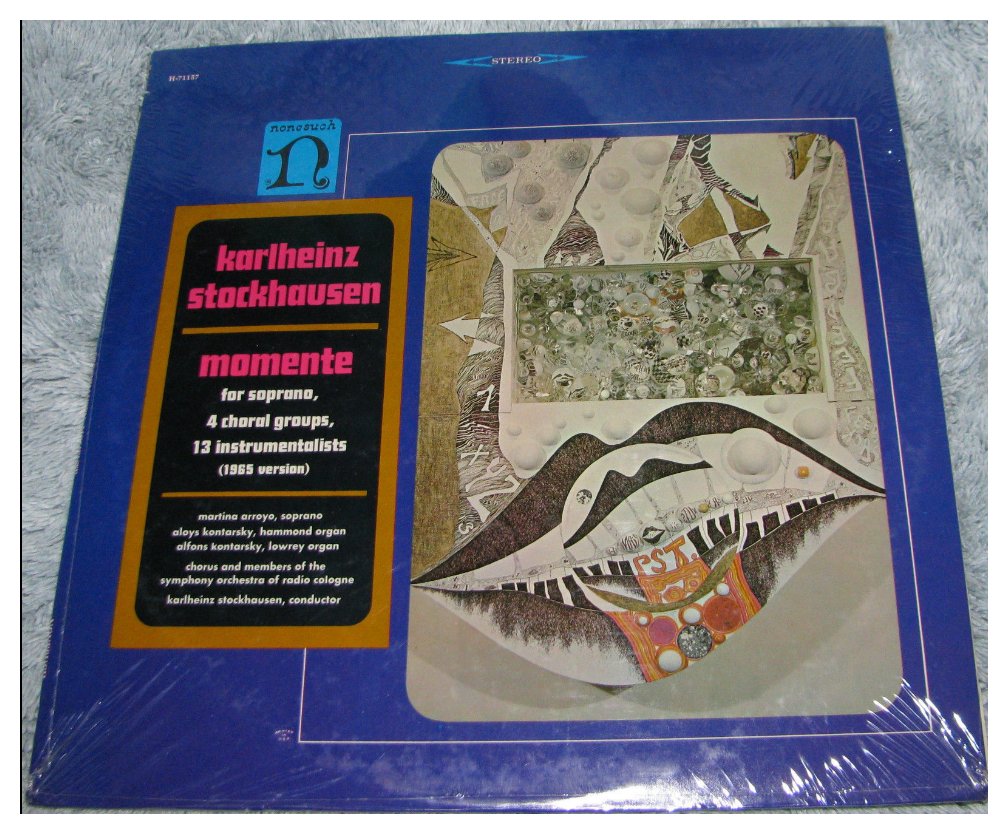 H-71157
STEREO
nonesuch
n
karlheinz
stockhausen
momente
for soprano,
4 choral groups,
13 instrumentalists
(1965 version)
martina arroyo, soprano
aloys kontarsky, hammond organ
alfons kontarsky, lowrey organ
chorus and members of the
symphony orchestra of radio cologne
karlheinz stockhausen, conductor
1
PST.